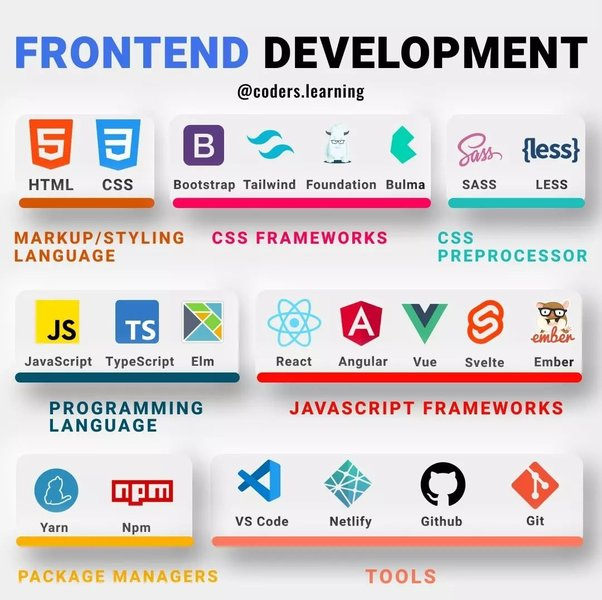 FRONTEND DEVELOPMENT
@coders.learning
5 3 B Sass {less}
HTML CSS Bootstrap Tailwind Foundation Bulma SASS LESS
MARKUP/STYLING
LANGUAGE
CSS FRAMEWORKS
CSS
PREPROCESSOR
JS TS A ember
JavaScript TypeScript Elm React Angular Vue Svelte Ember
PROGRAMMING
LANGUAGE
JAVASCRIPT FRAMEWORKS
npm
Yarn Npm VS Code Netlify Github Git
PACKAGE MANAGERS
TOOLS